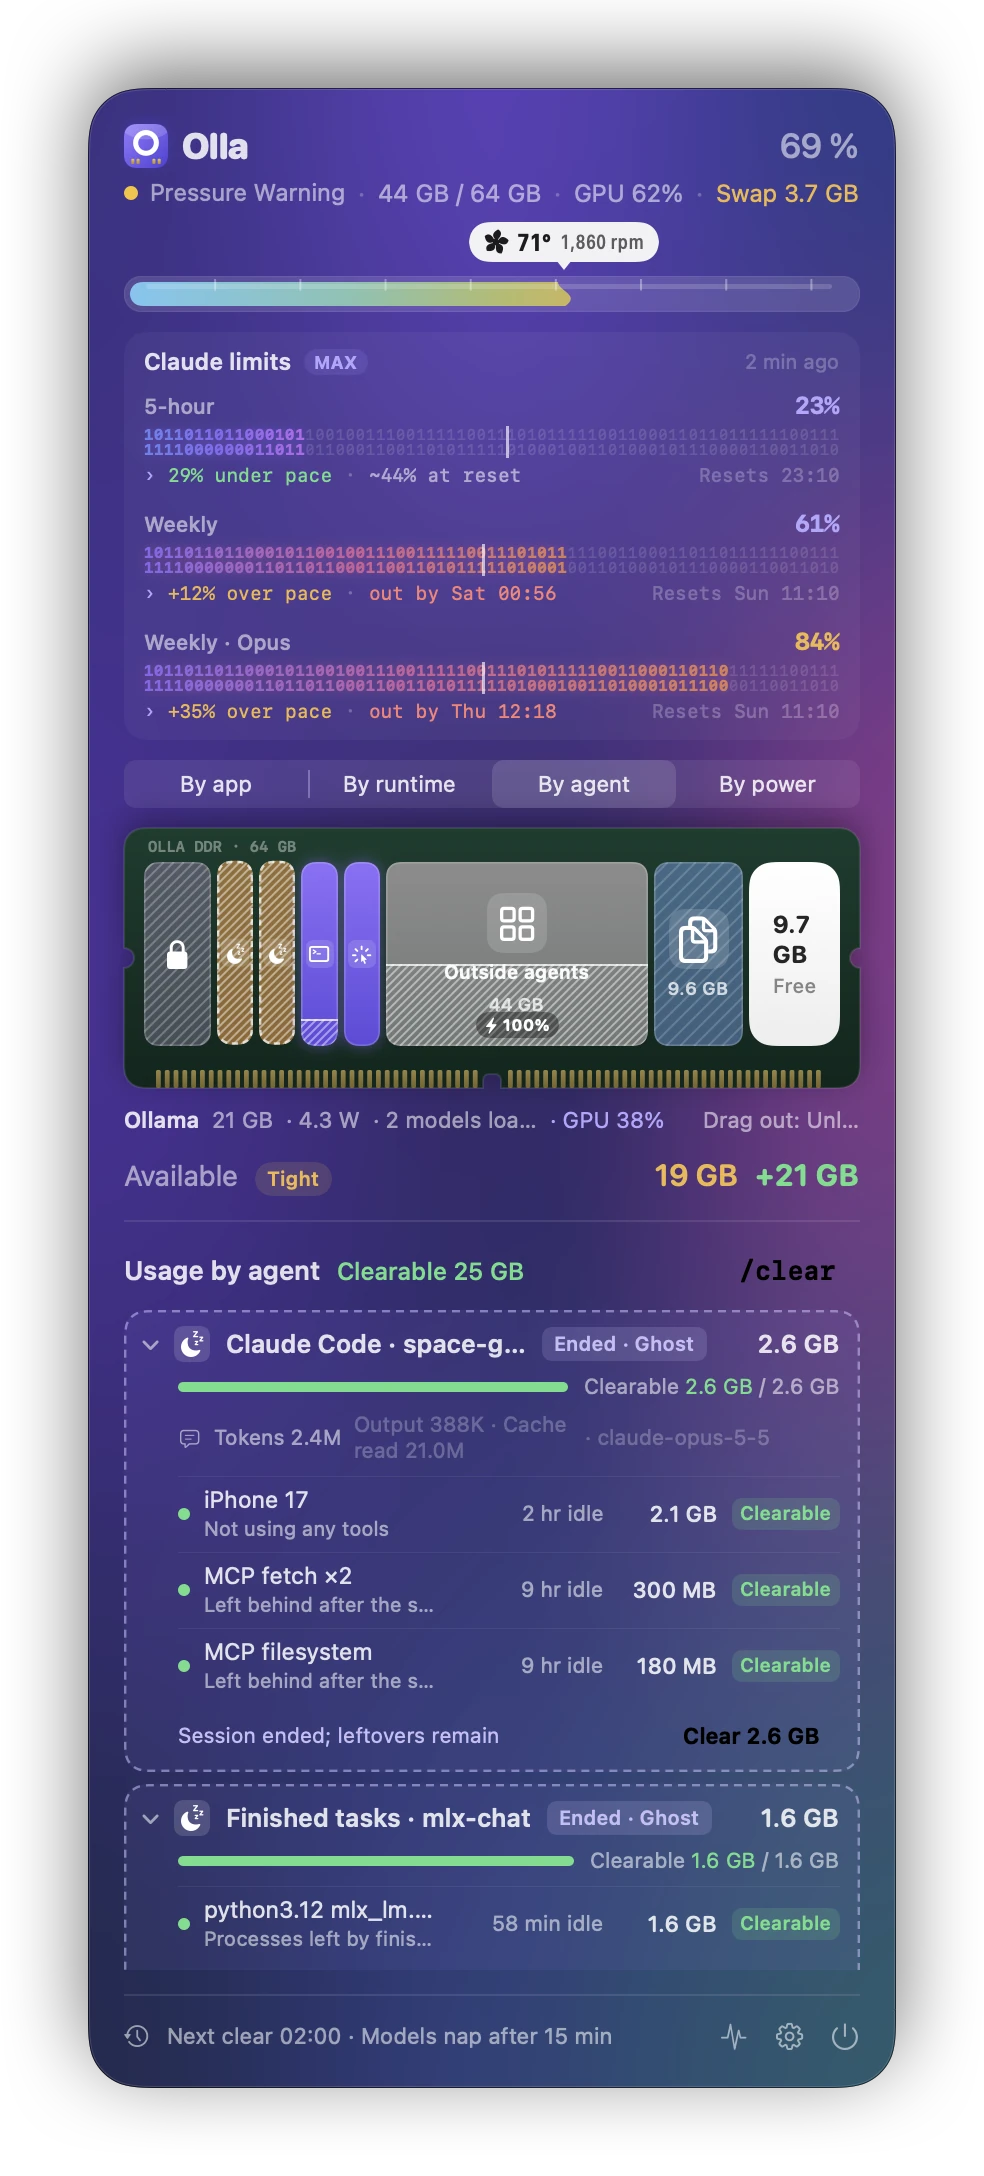 Olla
69 %
Pressure Warning · 44 GB / 64 GB · GPU 62% · Swap 3.7 GB
71° 1,860 rpm
Claude limits MAX 2 min ago
5-hour 23%
› 29% under pace · ~44% at reset Resets 23:10
Weekly 61%
› +12% over pace · out by Sat 00:56 Resets Sun 11:10
Weekly · Opus 84%
› +35% over pace · out by Thu 12:18 Resets Sun 11:10
By app By runtime By agent By power
OLLA DDR · 64 GB
Outside agents
44 GB
100%
9.6 GB
9.7
GB
Free
Ollama 21 GB · 4.3 W · 2 models loa... · GPU 38% Drag out: Unl...
Available Tight 19 GB +21 GB
Usage by agent Clearable 25 GB /clear
Claude Code · space-g... Ended · Ghost 2.6 GB
Clearable 2.6 GB / 2.6 GB
Tokens 2.4M Output 388K · Cache read 21.0M · claude-opus-5-5
iPhone 17
Not using any tools
2 hr idle 2.1 GB Clearable
MCP fetch ×2
Left behind after the s...
9 hr idle 300 MB Clearable
MCP filesystem
Left behind after the s...
9 hr idle 180 MB Clearable
Session ended; leftovers remain Clear 2.6 GB
Finished tasks · mlx-chat Ended · Ghost 1.6 GB
Clearable 1.6 GB / 1.6 GB
python3.12 mlx_lm....
Processes left by finis...
58 min idle 1.6 GB Clearable
Next clear 02:00 · Models nap after 15 min